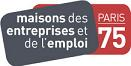 maisons des
entreprises et
de l'emploi
PARIS
75